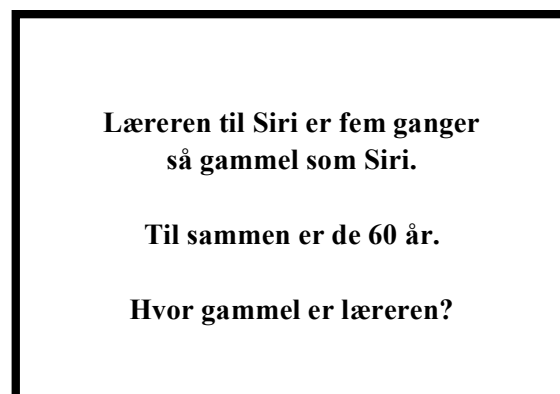 Læreren til Siri er fem ganger
så gammel som Siri.
Til sammen er de 60 år.
Hvor gammel er læreren?